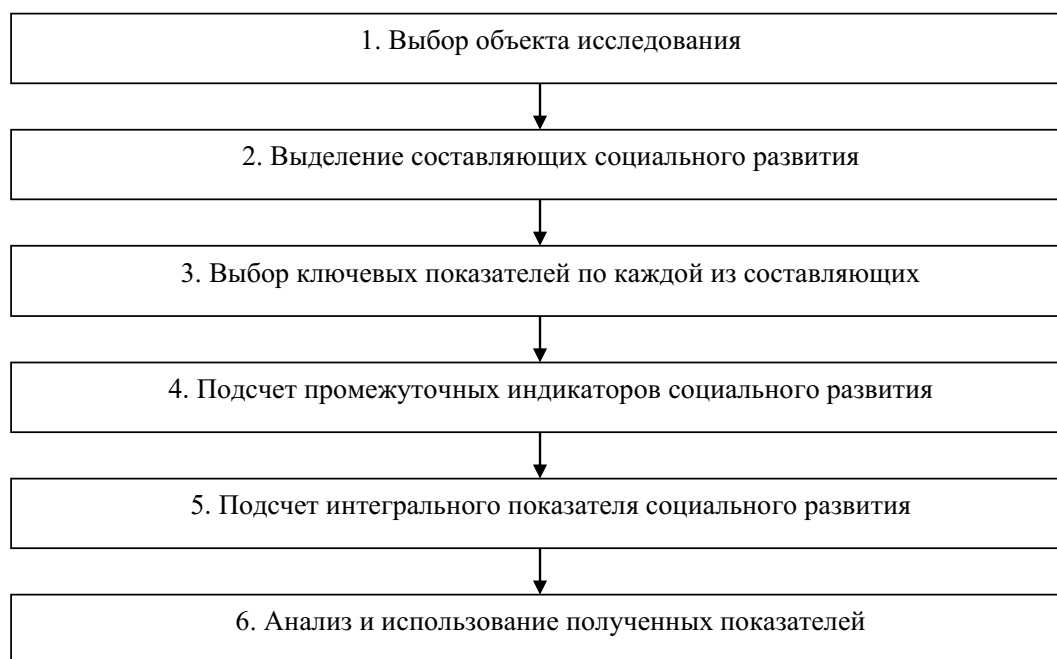 1. Выбор объекта исследования
2. Выделение составляющих социального развития
3. Выбор ключевых показателей по каждой из составляющих
4. Подсчет промежуточных индикаторов социального развития
5. Подсчет интегрального показателя социального развития
6. Анализ и использование полученных показателей